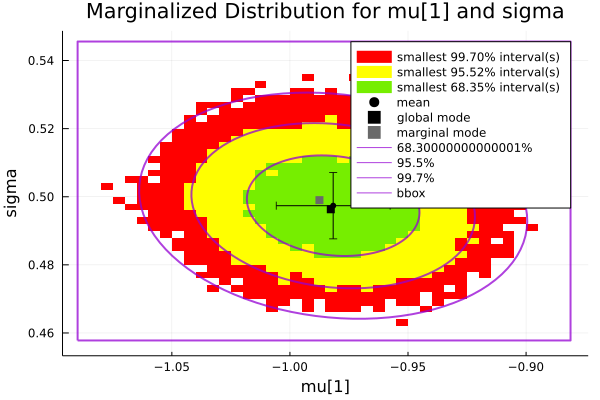 Marginalized Distribution for mu[1] and sigma
smallest 99.70% interval(s)
smallest 95.52% interval(s)
smallest 68.35% interval(s)
mean
global mode
marginal mode
68.30000000000001%
95.5%
99.7%
bbox
0.54
0.52
0.50
0.48
0.46
sigma
−1.05
−1.00
−0.95
−0.90
mu[1]